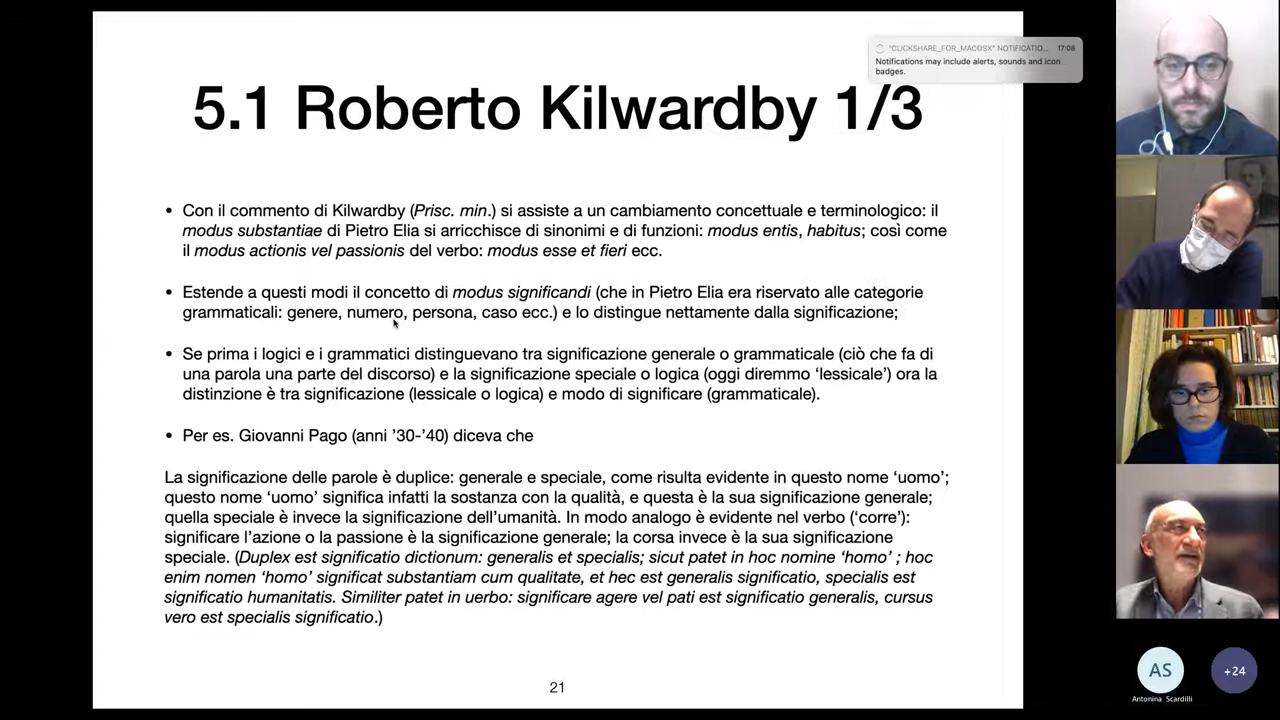 "CLICKSHARE_FOR_MACOSX" NOTIFICATIO... 17:08
Notifications may include alerts, sounds and icon
badges.
5.1 Roberto Kilwardby 1/3
• Con il commento di Kilwardby (Prisc. min.) si assiste a un cambiamento concettuale e terminologico: il
modus substantiae di Pietro Elia si arricchisce di sinonimi e di funzioni: modus entis, habitus; così come
il modus actionis vel passionis del verbo: modus esse et fieri ecc.
• Estende a questi modi il concetto di modus significandi (che in Pietro Elia era riservato alle categorie
grammaticali: genere, numero, persona, caso ecc.) e lo distingue nettamente dalla significazione;
• Se prima i logici e i grammatici distinguevano tra significazione generale o grammaticale (ciò che fa di
una parola una parte del discorso) e la significazione speciale o logica (oggi diremmo ‘lessicale’) ora la
distinzione è tra significazione (lessicale o logica) e modo di significare (grammaticale).
• Per es. Giovanni Pago (anni ’30-’40) diceva che
La significazione delle parole è duplice: generale e speciale, come risulta evidente in questo nome ‘uomo’;
questo nome ‘uomo’ significa infatti la sostanza con la qualità, e questa è la sua significazione generale;
quella speciale è invece la significazione dell’umanità. In modo analogo è evidente nel verbo (‘corre’):
significare l’azione o la passione è la significazione generale; la corsa invece è la sua significazione
speciale. (Duplex est significatio dictionum: generalis et specialis; sicut patet in hoc nomine ‘homo’ ; hoc
enim nomen ‘homo’ significat substantiam cum qualitate, et hec est generalis significatio, specialis est
significatio humanitatis. Similiter patet in uerbo: significare agere vel pati est significatio generalis, cursus
vero est specialis significatio.)
21
AS
+24
Antonina Scardilli